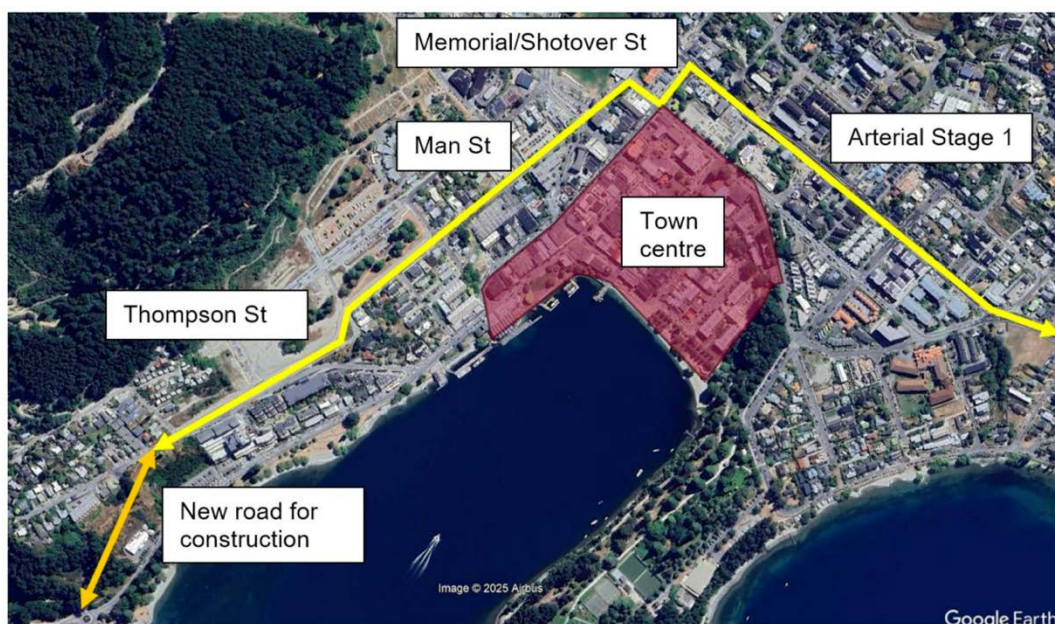 Memorial/Shotover St
Man St
Arterial Stage 1
Town
centre
Thompson St
New road for
construction
Image © 2025 Airbus
Google Earth